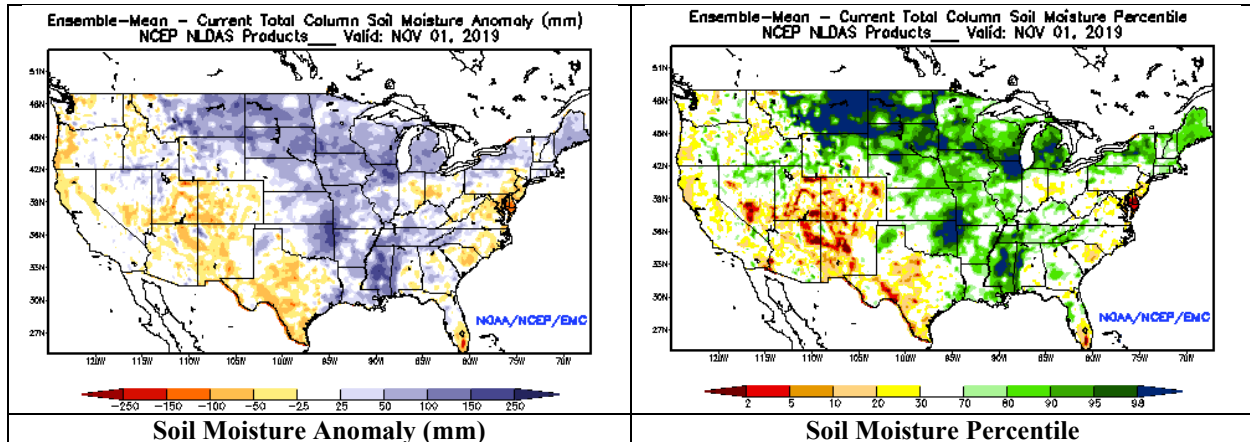 Ensemble-Mean - Current Total Column Soil Moisture Anomaly (mm)
NCEP NLDAS Products___ Valid: NOV 01, 2019
51N
48N
45N
42N
39N
36N
33N
30N
27N
NOAA/NCEP/EMC
120W 115W 110W 105W 100W 95W 90W 85W 80W 75W 70W
-250 -150 -100 -50 -25 25 50 100 150 250
Soil Moisture Anomaly (mm)
Ensemble-Mean - Current Total Column Soil Moisture Percentile
NCEP NLDAS Products___ Valid: NOV 01, 2019
51N
48N
45N
42N
39N
36N
33N
30N
27N
NOAA/NCEP/EMC
120W 115W 110W 105W 100W 95W 90W 85W 80W 75W 70W
2 5 10 20 30 70 80 90 95 98
Soil Moisture Percentile